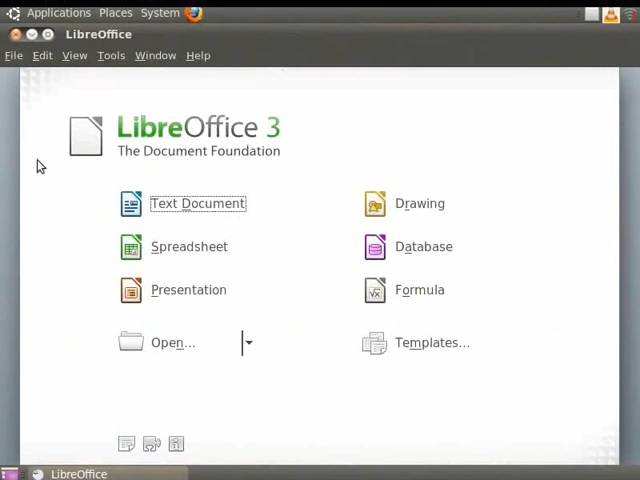 Applications Places System
LibreOffice
File Edit View Tools Window Help
LibreOffice 3
The Document Foundation
Text Document
Drawing
Spreadsheet
Database
Presentation
Formula
Open...
Templates...
LibreOffice